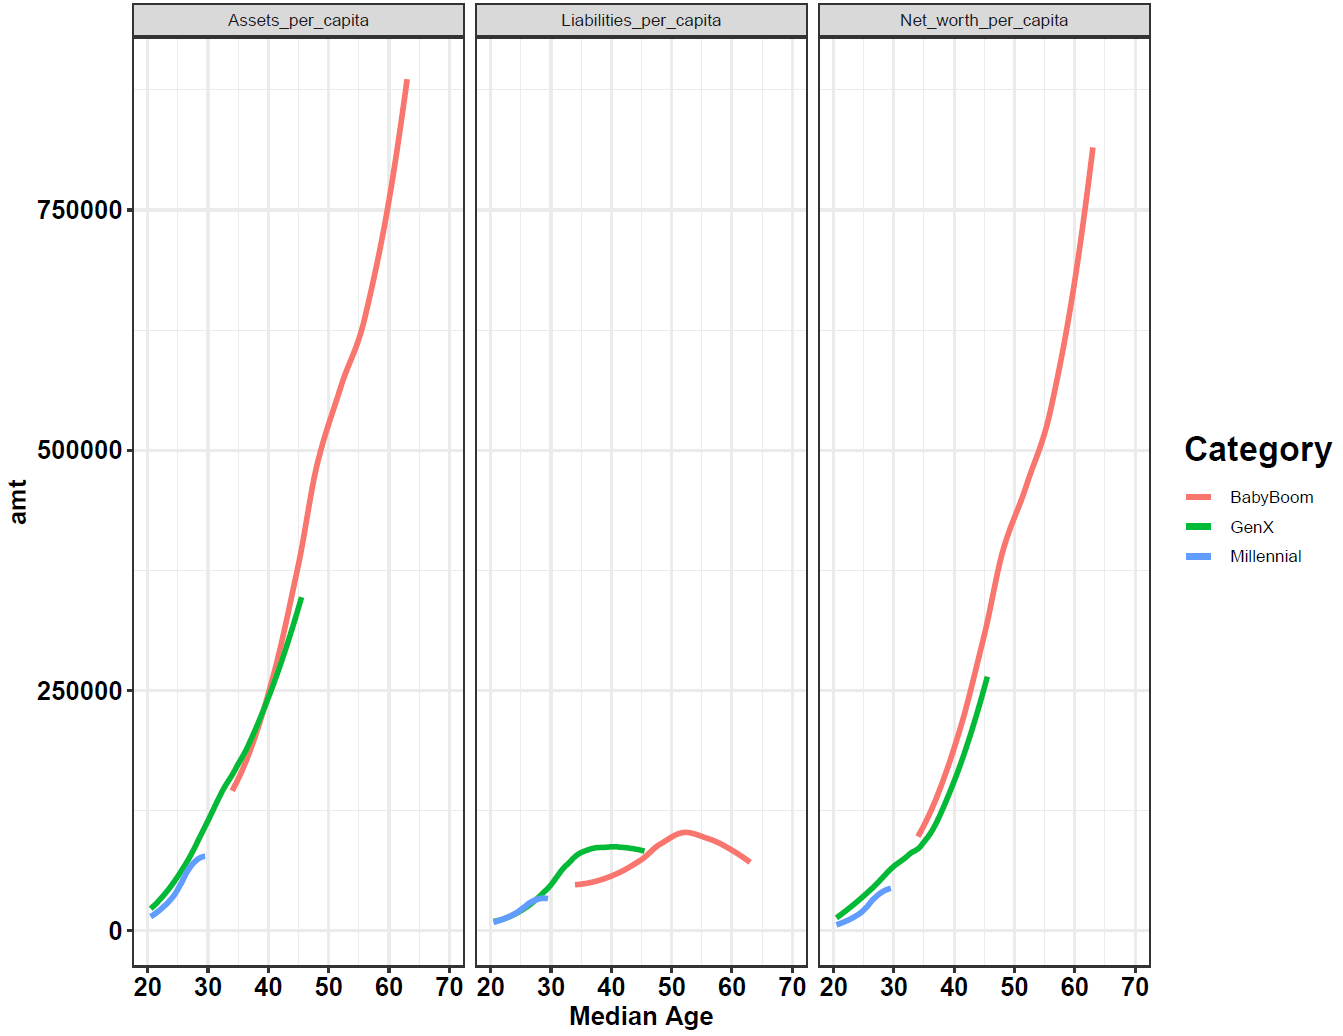 Assets_per_capita
Liabilities_per_capita
Net_worth_per_capita
750000
500000
250000
0
amt
20 30 40 50 60 70
20 30 40 50 60 70
20 30 40 50 60 70
Median Age
Category
BabyBoom
GenX
Millennial